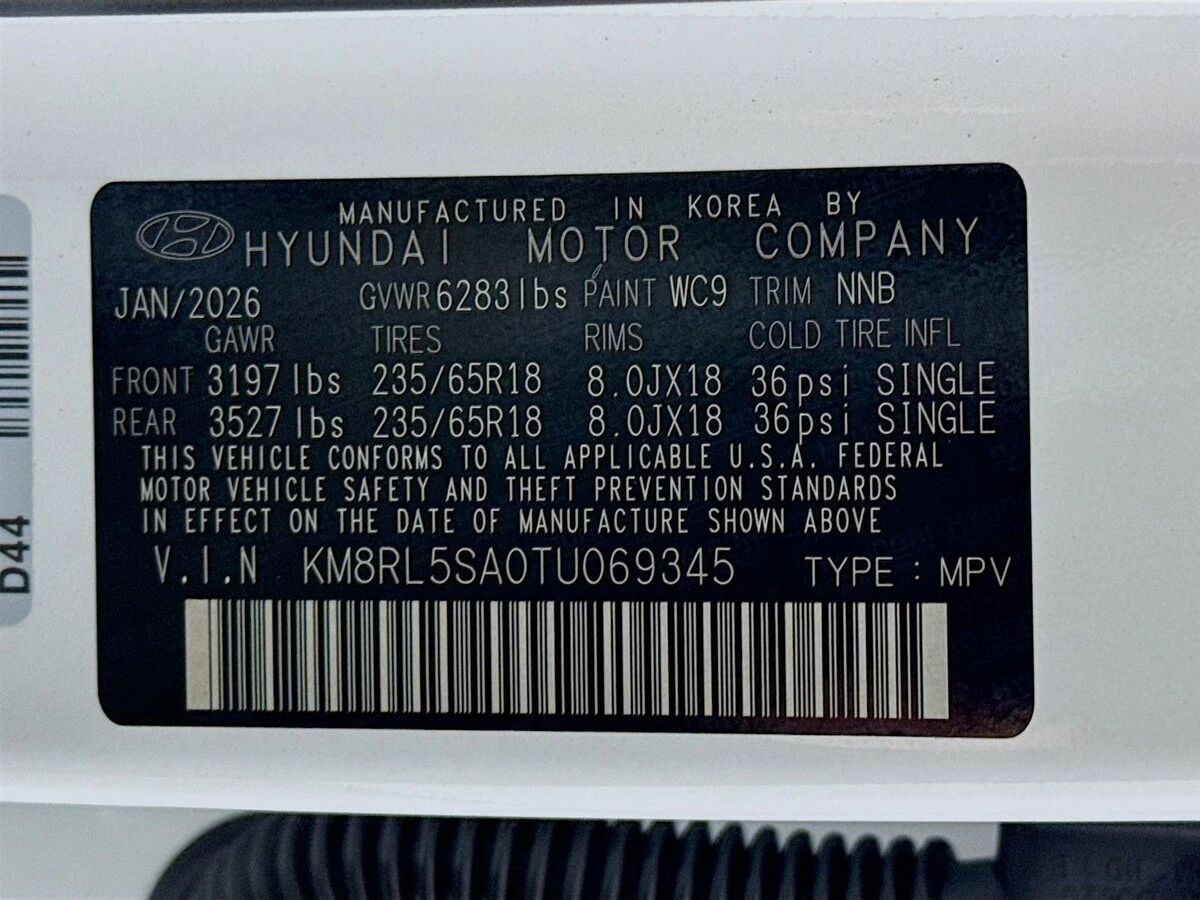 MANUFACTURED IN KOREA BY
HYUNDAI MOTOR COMPANY
JAN/2026 GVWR 6283lbs PAINT WC9 TRIM NNB
GAWR TIRES RIMS COLD TIRE INFL
FRONT 3197lbs 235/65R18 8.0JX18 36psi SINGLE
REAR 3527lbs 235/65R18 8.0JX18 36psi SINGLE
THIS VEHICLE CONFORMS TO ALL APPLICABLE U.S.A. FEDERAL
MOTOR VEHICLE SAFETY AND THEFT PREVENTION STANDARDS
IN EFFECT ON THE DATE OF MANUFACTURE SHOWN ABOVE
V.I.N KM8RL5SA0TU069345 TYPE : MPV
D44